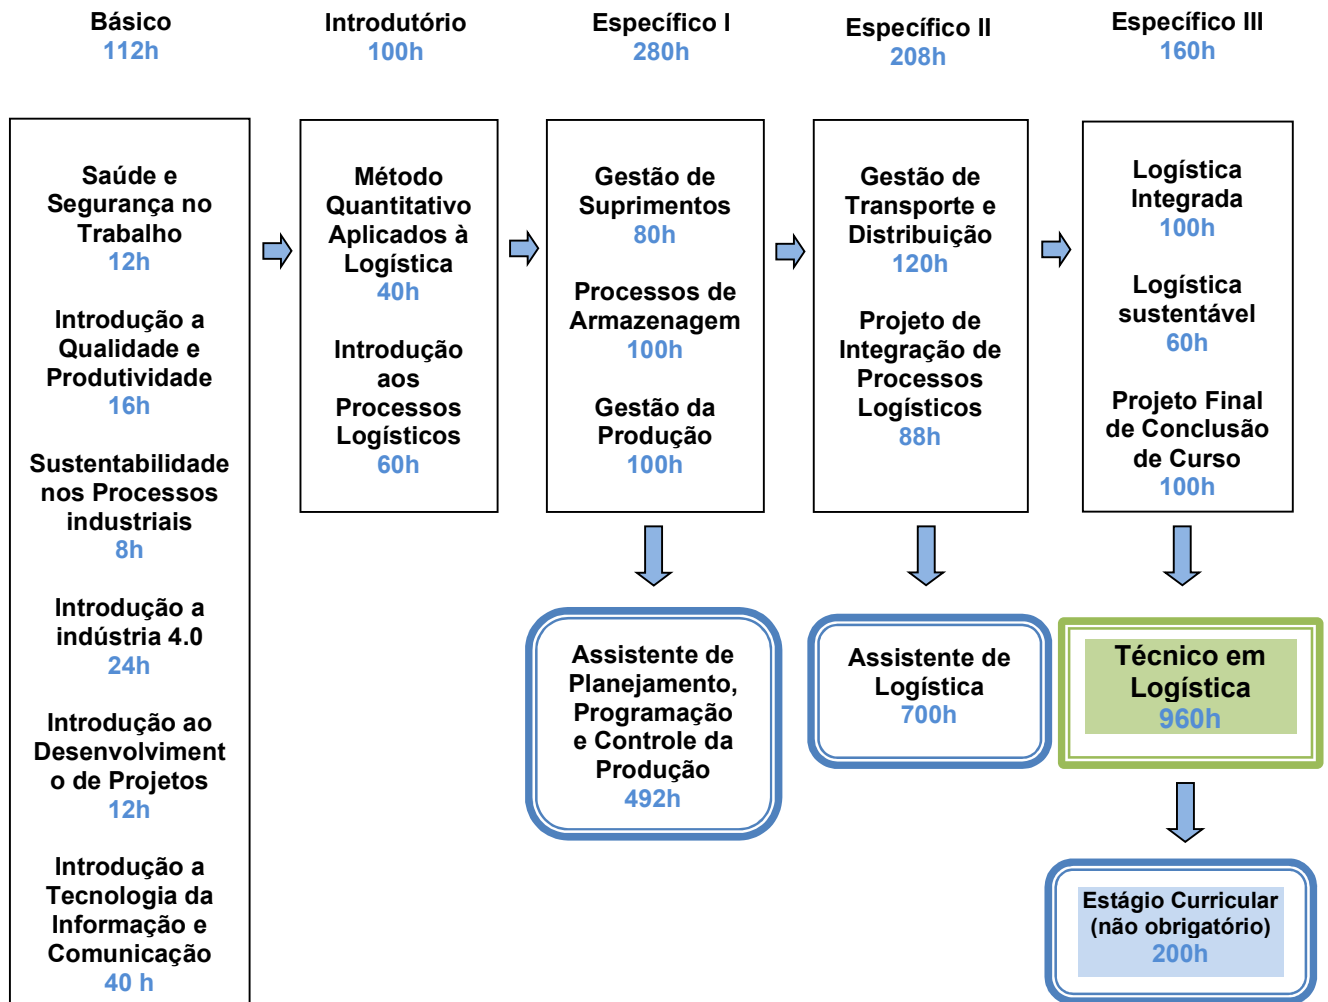 Básico
112h
Introdutório
100h
Específico I
280h
Específico II
208h
Específico III
160h
Saúde e
Segurança no
Trabalho
12h
Introdução a
Qualidade e
Produtividade
16h
Sustentabilidade
nos Processos
industriais
8h
Introdução a
indústria 4.0
24h
Introdução ao
Desenvolviment
o de Projetos
12h
Introdução a
Tecnologia da
Informação e
Comunicação
40 h
Método
Quantitativo
Aplicados à
Logística
40h
Introdução
aos
Processos
Logísticos
60h
Gestão de
Suprimentos
80h
Processos de
Armazenagem
100h
Gestão da
Produção
100h
Gestão de
Transporte e
Distribuição
120h
Projeto de
Integração de
Processos
Logísticos
88h
Logística
Integrada
100h
Logística
sustentável
60h
Projeto Final
de Conclusão
de Curso
100h
Assistente de
Planejamento,
Programação
e Controle da
Produção
492h
Assistente de
Logística
700h
Técnico em
Logística
960h
Estágio Curricular
(não obrigatório)
200h